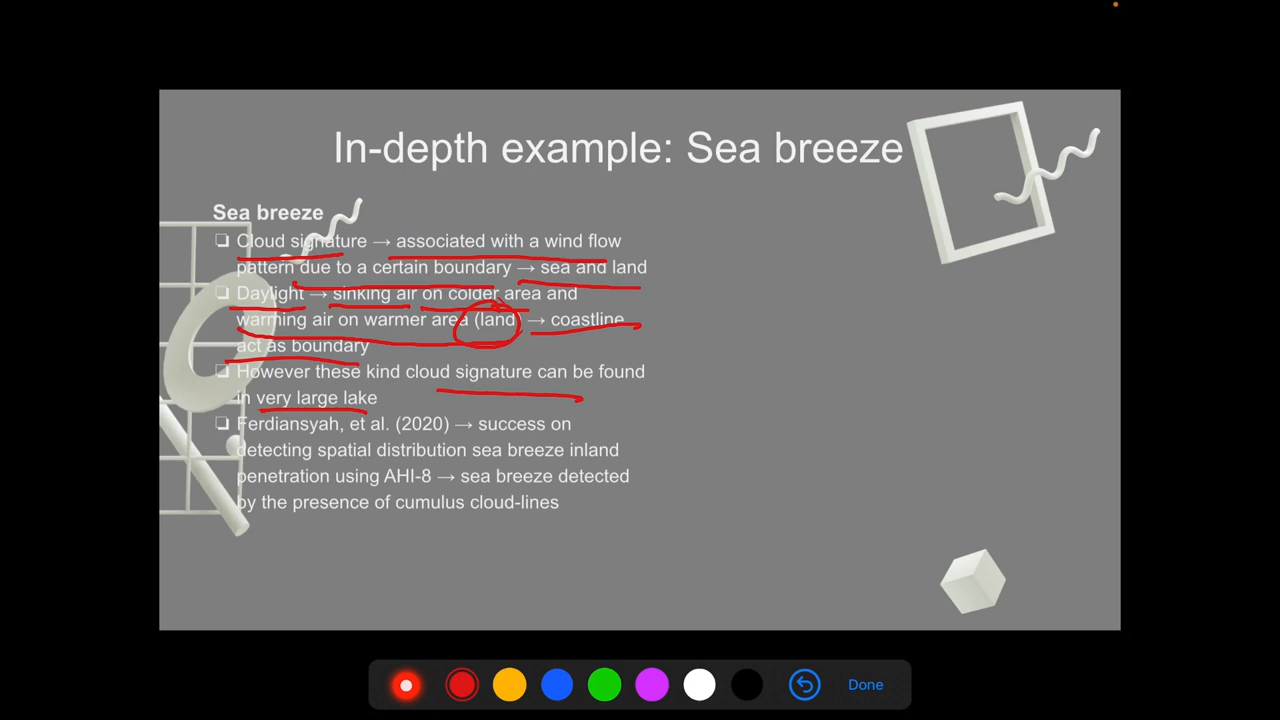 In-depth example: Sea breeze
Sea breeze
❏ Cloud signature → associated with a wind flow
pattern due to a certain boundary → sea and land
❏ Daylight → sinking air on colder area and
warming air on warmer area (land) → coastline
act as boundary
❏ However these kind cloud signature can be found
in very large lake
❏ Ferdiansyah, et al. (2020) → success on
detecting spatial distribution sea breeze inland
penetration using AHI-8 → sea breeze detected
by the presence of cumulus cloud-lines
Done